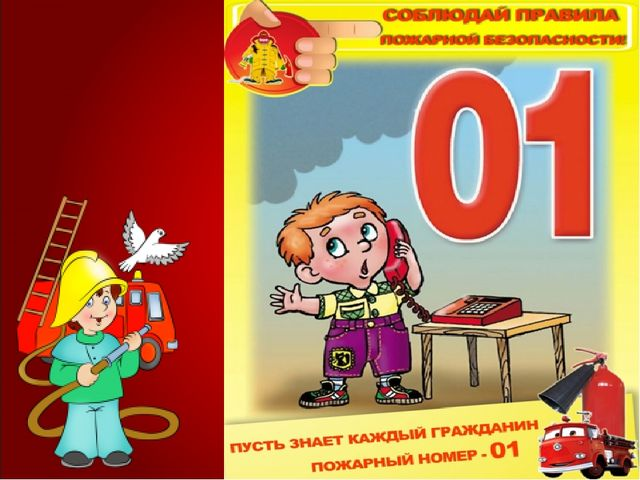 СОБЛЮДАЙ ПРАВИЛА
ПОЖАРНОЙ БЕЗОПАСНОСТИ!
01
ПУСТЬ ЗНАЕТ КАЖДЫЙ ГРАЖДАНИН
ПОЖАРНЫЙ НОМЕР - 01